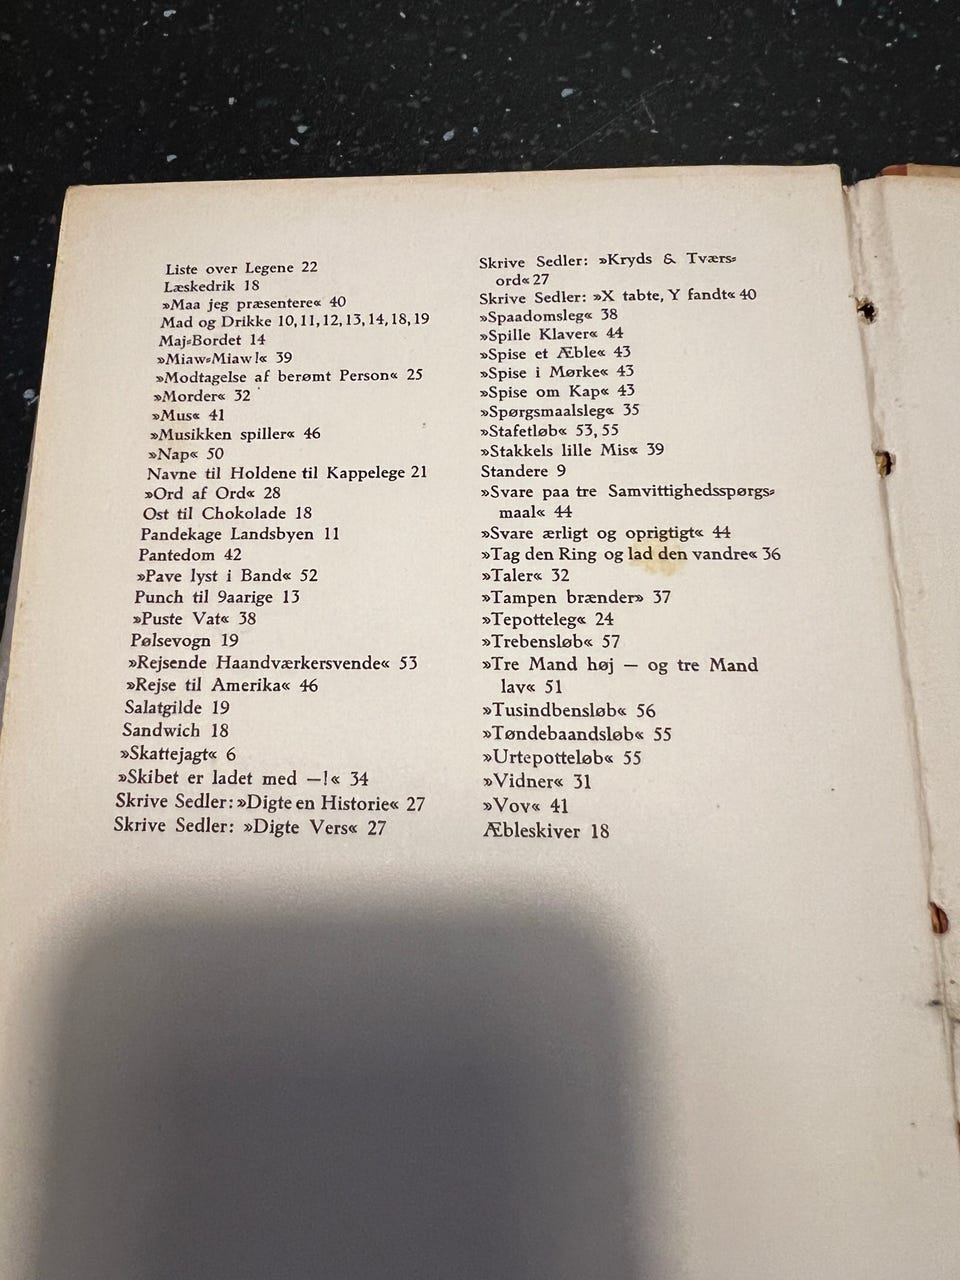 Liste over Legene 22
Læskedrik 18
»Maa jeg præsentere« 40
Mad og Drikke 10, 11, 12, 13, 14, 18, 19
Maj=Bordet 14
»Miaw=Miaw!« 39
»Modtagelse af berømt Person« 25
»Morder« 32
»Mus« 41
»Musikken spiller« 46
»Nap« 50
Navne til Holdene til Kappelege 21
»Ord af Ord« 28
Ost til Chokolade 18
Pandekage Landsbyen 11
Pantedom 42
»Pave lyst i Band« 52
Punch til 9aarige 13
»Puste Vat« 38
Pølsevogn 19
»Rejsende Haandværkersvende« 53
»Rejse til Amerika« 46
Salatgilde 19
Sandwich 18
»Skattejagt« 6
»Skibet er ladet med —!« 34
Skrive Sedler: »Digte en Historie« 27
Skrive Sedler: »Digte Vers« 27
Skrive Sedler: »Kryds & Tværs=
ord« 27
Skrive Sedler: »X tabte, Y fandt« 40
»Spaadomsleg« 38
»Spille Klaver« 44
»Spise et Æble« 43
»Spise i Mørke« 43
»Spise om Kap« 43
»Spørgsmaalsleg« 35
»Stafetløb« 53, 55
»Stakkels lille Mis« 39
Standere 9
»Svare paa tre Samvittighedsspørgs=
maal« 44
»Svare ærligt og oprigtigt« 44
»Tag den Ring og lad den vandre« 36
»Taler« 32
»Tampen brænder» 37
»Tepotteleg« 24
»Trebensløb« 57
»Tre Mand høj — og tre Mand
lav« 51
»Tusindbensløb« 56
»Tøndebaandsløb« 55
»Urtepotteløb« 55
»Vidner« 31
»Vov« 41
Æbleskiver 18